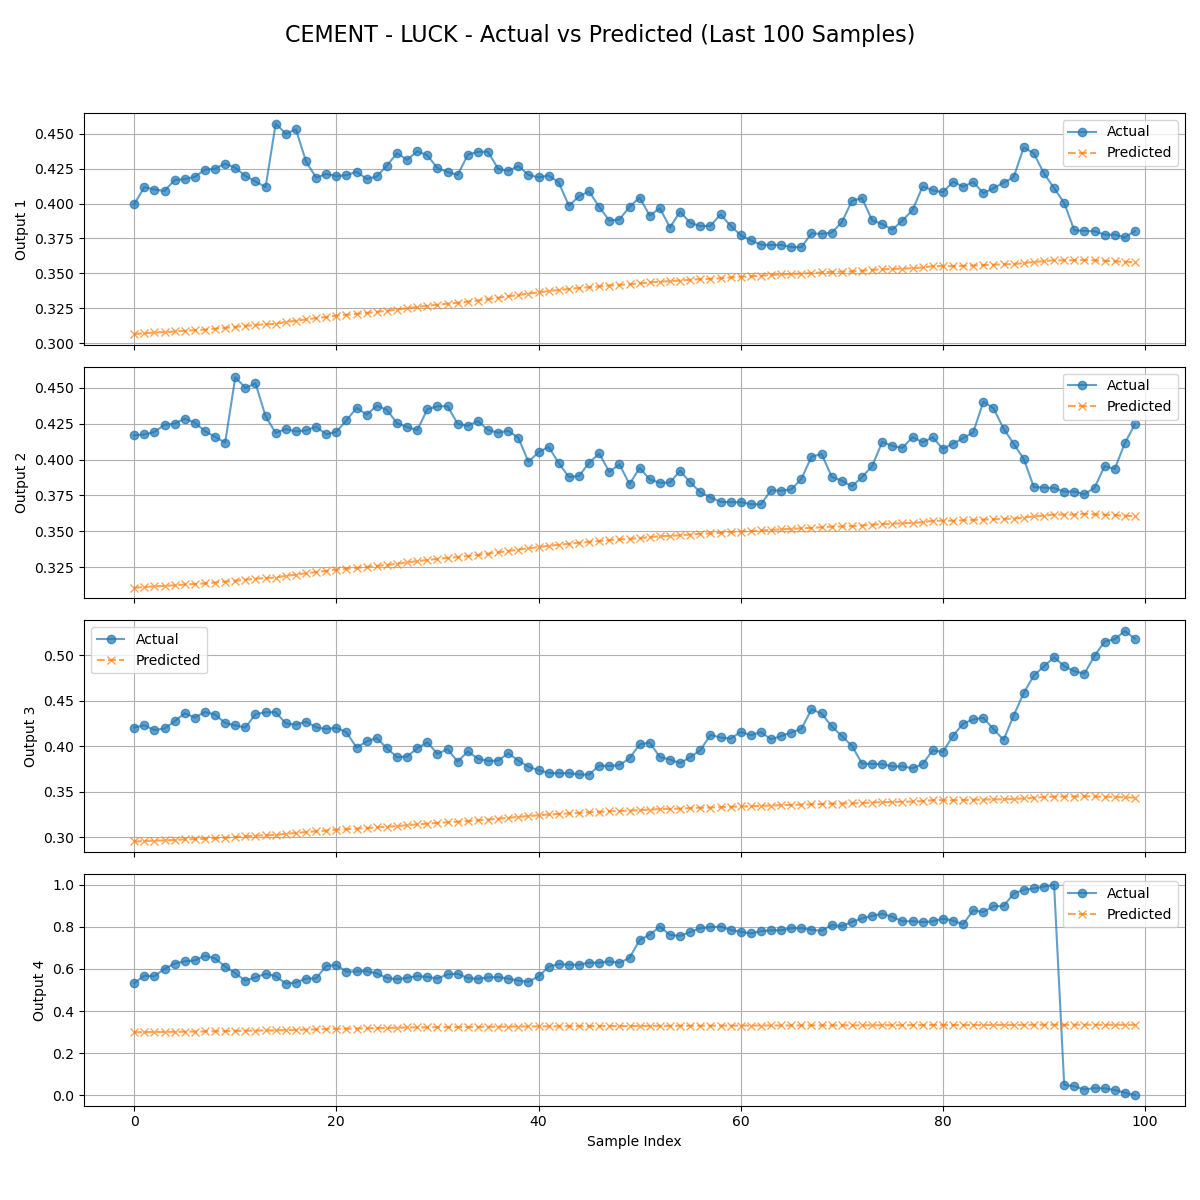 CEMENT - LUCK - Actual vs Predicted (Last 100 Samples)
Output 1
0.450
0.425
0.400
0.375
0.350
0.325
0.300
Actual
Predicted
Output 2
0.450
0.425
0.400
0.375
0.350
0.325
Actual
Predicted
Output 3
0.50
0.45
0.40
0.35
0.30
Actual
Predicted
Output 4
1.0
0.8
0.6
0.4
0.2
0.0
Actual
Predicted
0 20 40 60 80 100
Sample Index